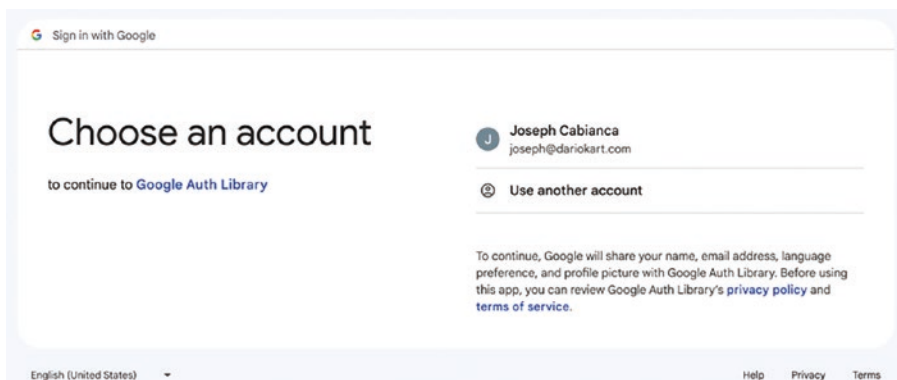 Sign in with Google
Choose an account
to continue to Google Auth Library
J
Joseph Cabianca
joseph@dariokart.com
Use another account
To continue, Google will share your name, email address, language
preference, and profile picture with Google Auth Library. Before using
this app, you can review Google Auth Library's privacy policy and
terms of service.
English (United States)
Help Privacy Terms